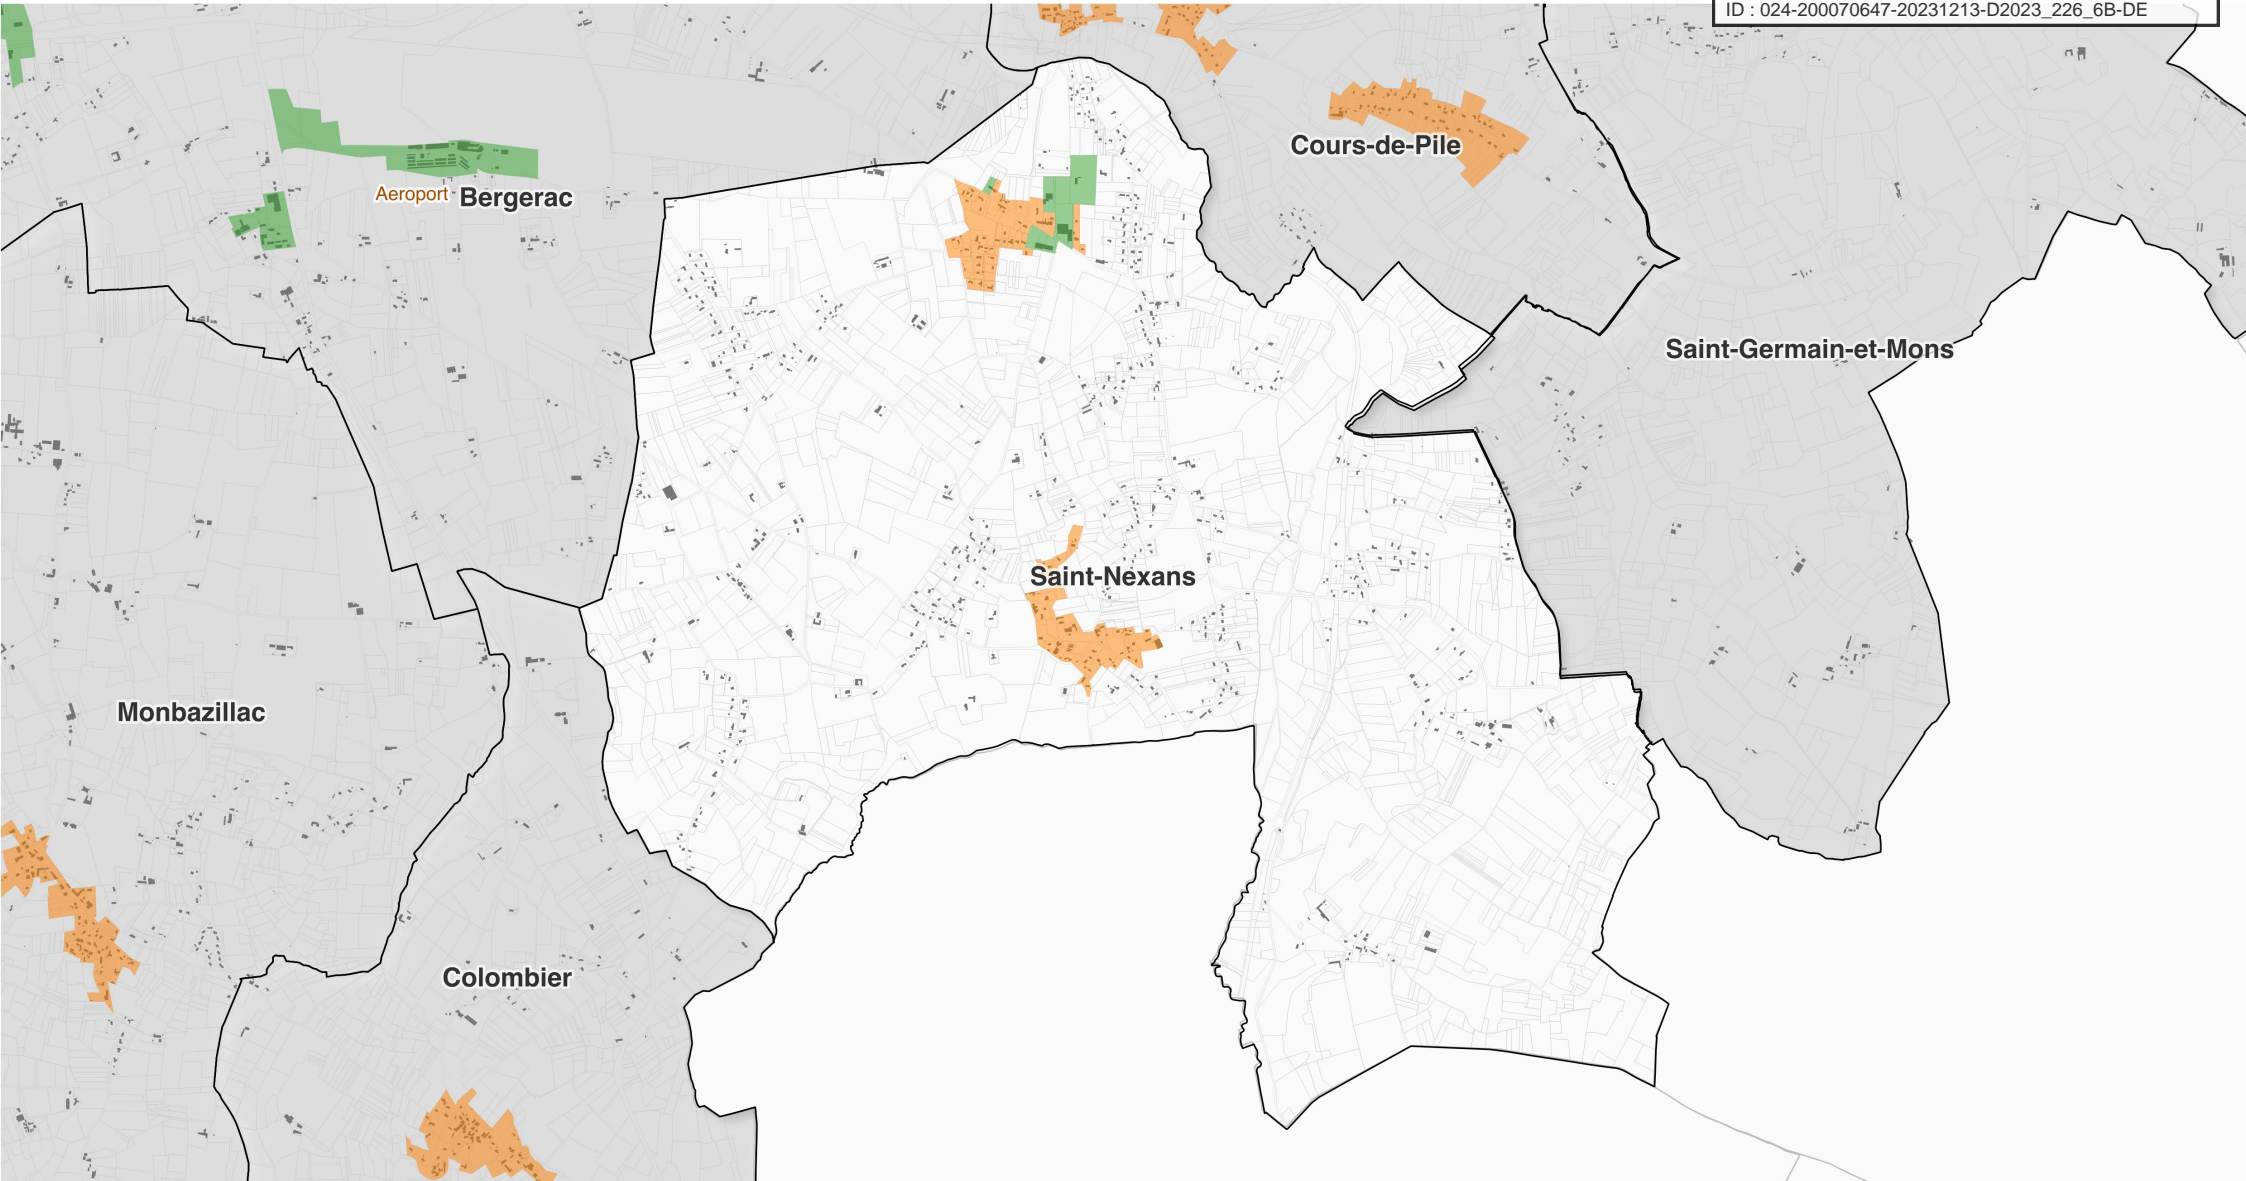 ID : 024-200070647-20231213-D2023_226_6B-DE
Cours-de-Pile
Aeroport
Bergerac
Saint-Germain-et-Mons
Saint-Nexans
Monbazillac
Colombier